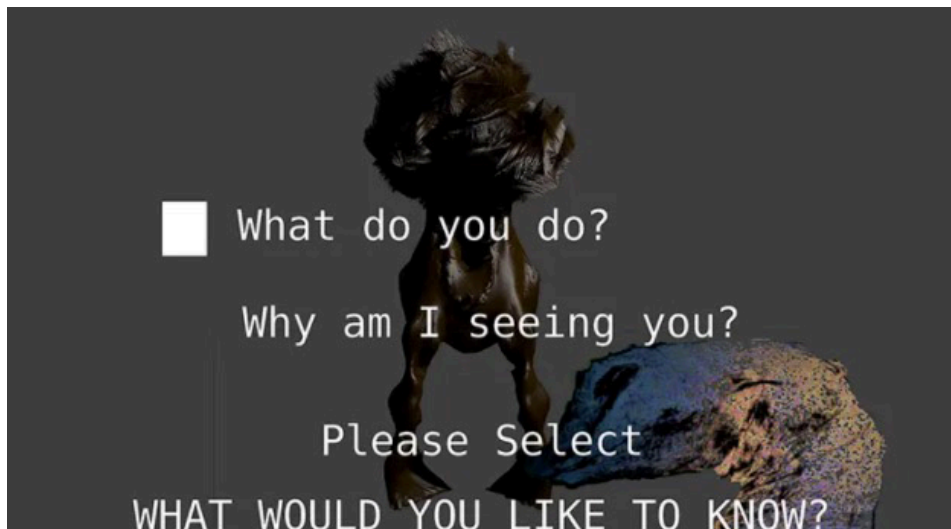 What do you do?
Why am I seeing you?
Please Select
WHAT WOULD YOU LIKE TO KNOW?